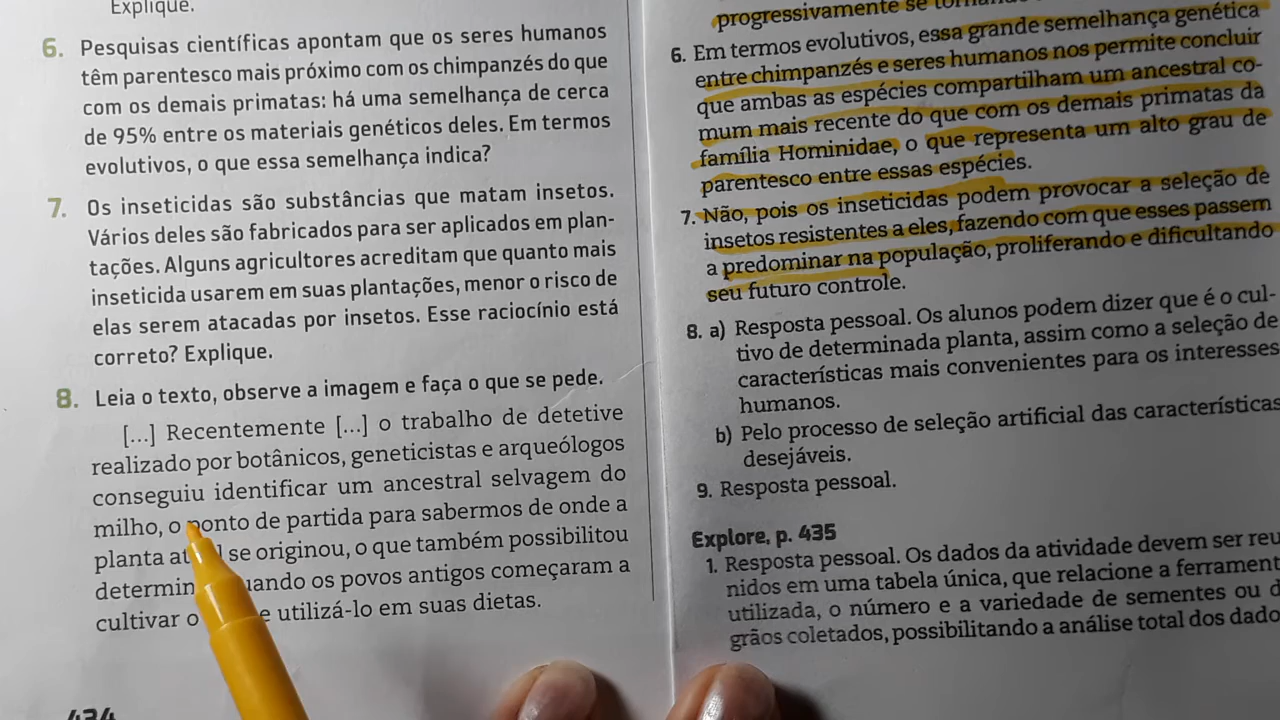 Explique.
6. Pesquisas científicas apontam que os seres humanos
têm parentesco mais próximo com os chimpanzés do que
com os demais primatas: há uma semelhança de cerca
de 95% entre os materiais genéticos deles. Em termos
evolutivos, o que essa semelhança indica?
7. Os inseticidas são substâncias que matam insetos.
Vários deles são fabricados para ser aplicados em plan-
tações. Alguns agricultores acreditam que quanto mais
inseticida usarem em suas plantações, menor o risco de
elas serem atacadas por insetos. Esse raciocínio está
correto? Explique.
8. Leia o texto, observe a imagem e faça o que se pede.
[...] Recentemente [...] o trabalho de detetive
realizado por botânicos, geneticistas e arqueólogos
conseguiu identificar um ancestral selvagem do
milho, o ponto de partida para sabermos de onde a
planta se originou, o que também possibilitou
os povos antigos começaram a
cultivar o e utilizá-lo em suas dietas.
434
progressivamente se
6. Em termos evolutivos, essa grande semelhança genética
entre chimpanzés e seres humanos nos permite concluir
que ambas as espécies compartilham um ancestral co-
mum mais recente do que com os demais primatas da
família Hominidae, o que representa um alto grau de
parentesco entre essas espécies.
7. Não, pois os inseticidas podem provocar a seleção de
insetos resistentes a eles, fazendo com que esses passem
a predominar na população, proliferando e dificultando
seu futuro controle.
8. a) Resposta pessoal. Os alunos podem dizer que é o cul-
tivo de determinada planta, assim como a seleção de
características mais convenientes para os interesses
humanos.
b) Pelo processo de seleção artificial das características
desejáveis.
9. Resposta pessoal.
Explore, p. 435
1. Resposta pessoal. Os dados da atividade devem ser reu
nidos em uma tabela única, que relacione a ferrament
utilizada, o número e a variedade de sementes ou d
grãos coletados, possibilitando a análise total dos dado